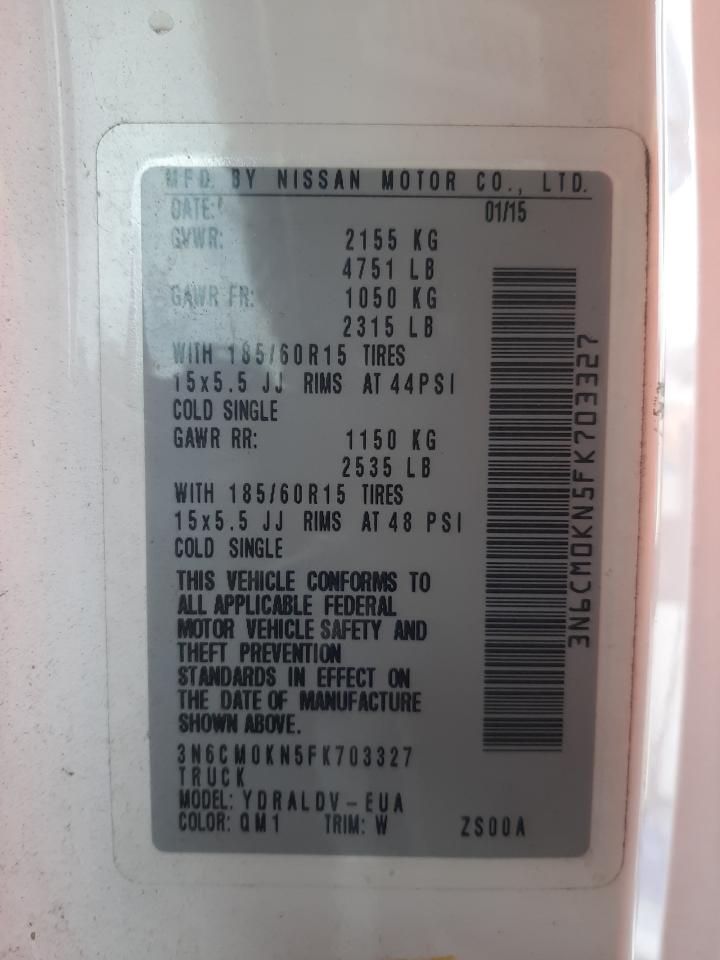 MFD. BY NISSAN MOTOR CO., LTD.
DATE: 01/15
GVWR: 2155 KG
4751 LB
GAWR FR: 1050 KG
2315 LB
WITH 185/60R15 TIRES
15x5.5 JJ RIMS AT 44PSI
COLD SINGLE
GAWR RR: 1150 KG
2535 LB
WITH 185/60R15 TIRES
15x5.5 JJ RIMS AT 48 PSI
COLD SINGLE
THIS VEHICLE CONFORMS TO
ALL APPLICABLE FEDERAL
MOTOR VEHICLE SAFETY AND
THEFT PREVENTION
STANDARDS IN EFFECT ON
THE DATE OF MANUFACTURE
SHOWN ABOVE.
3N6CM0KN5FK703327
TRUCK
MODEL: YDRALDV-EUA
COLOR: QM1 TRIM: W ZS00A
3N6CM0KN5FK703327